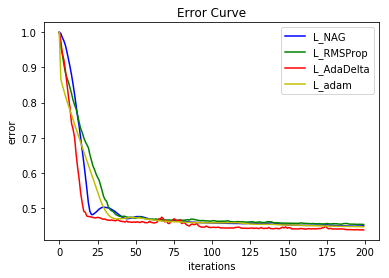 Error Curve
L_NAG
L_RMSProp
L_AdaDelta
L_adam
error
1.0
0.9
0.8
0.7
0.6
0.5
0 25 50 75 100 125 150 175 200
iterations